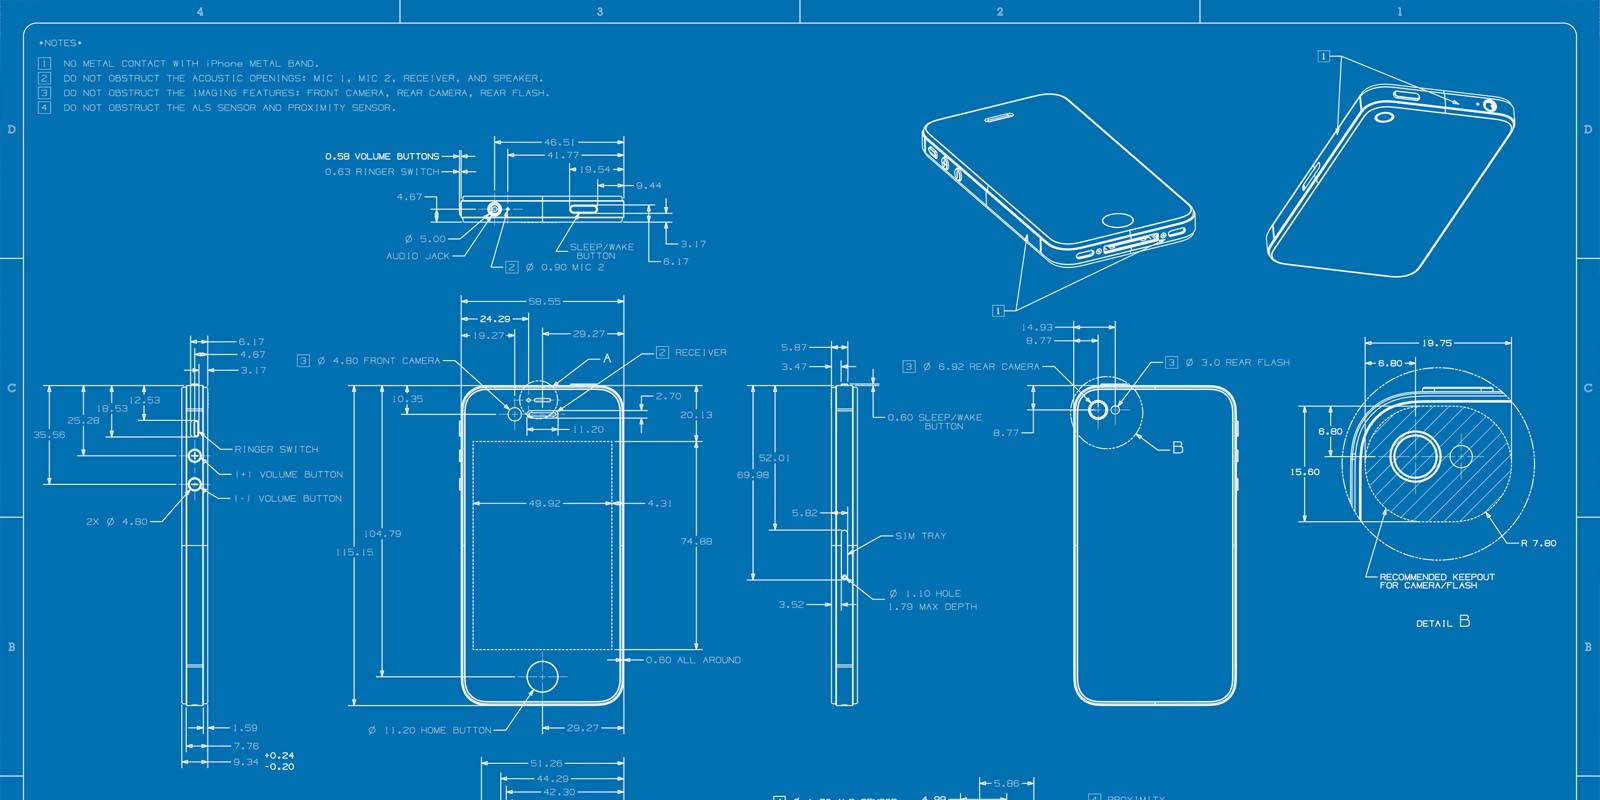 4 3 2 1
*NOTES*
1 NO METAL CONTACT WITH iPhone METAL BAND.
2 DO NOT OBSTRUCT THE ACOUSTIC OPENINGS: MIC 1, MIC 2, RECEIVER, AND SPEAKER.
3 DO NOT OBSTRUCT THE IMAGING FEATURES: FRONT CAMERA, REAR CAMERA, REAR FLASH.
4 DO NOT OBSTRUCT THE ALS SENSOR AND PROXIMITY SENSOR.
D
D
46.51
0.58 VOLUME BUTTONS
41.77
0.63 RINGER SWITCH
19.54
9.44
4.67
Ø 5.00
AUDIO JACK
2 Ø 0.90 MIC 2
SLEEP/WAKE
BUTTON
3.17
6.17
1
1
58.55
24.29
19.27
29.27
3 Ø 4.80 FRONT CAMERA
A
2 RECEIVER
6.17
4.67
3.17
C
C
12.53
18.53
25.28
35.56
RINGER SWITCH
(+) VOLUME BUTTON
(-) VOLUME BUTTON
2X Ø 4.80
10.35
2.70
20.13
11.20
49.92
4.31
104.79
115.15
74.88
0.60 ALL AROUND
Ø 11.20 HOME BUTTON
29.27
1.59
7.76
9.34 +0.24
-0.20
5.87
3.47
0.60 SLEEP/WAKE
BUTTON
52.01
69.98
5.82
SIM TRAY
Ø 1.10 HOLE
1.79 MAX DEPTH
3.52
14.93
8.77
3 Ø 6.92 REAR CAMERA
3 Ø 3.0 REAR FLASH
8.77
B
19.75
6.80
6.80
15.60
R 7.80
RECOMMENDED KEEPOUT
FOR CAMERA/FLASH
DETAIL B
B
B
51.26
44.29
42.30
5.86
4 PROXIMITY